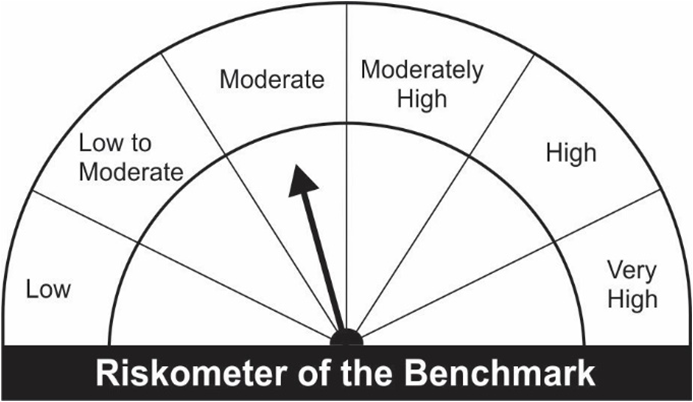 Low
Low to
Moderate
Moderate
Moderately
High
High
Very
High
Riskometer of the Benchmark